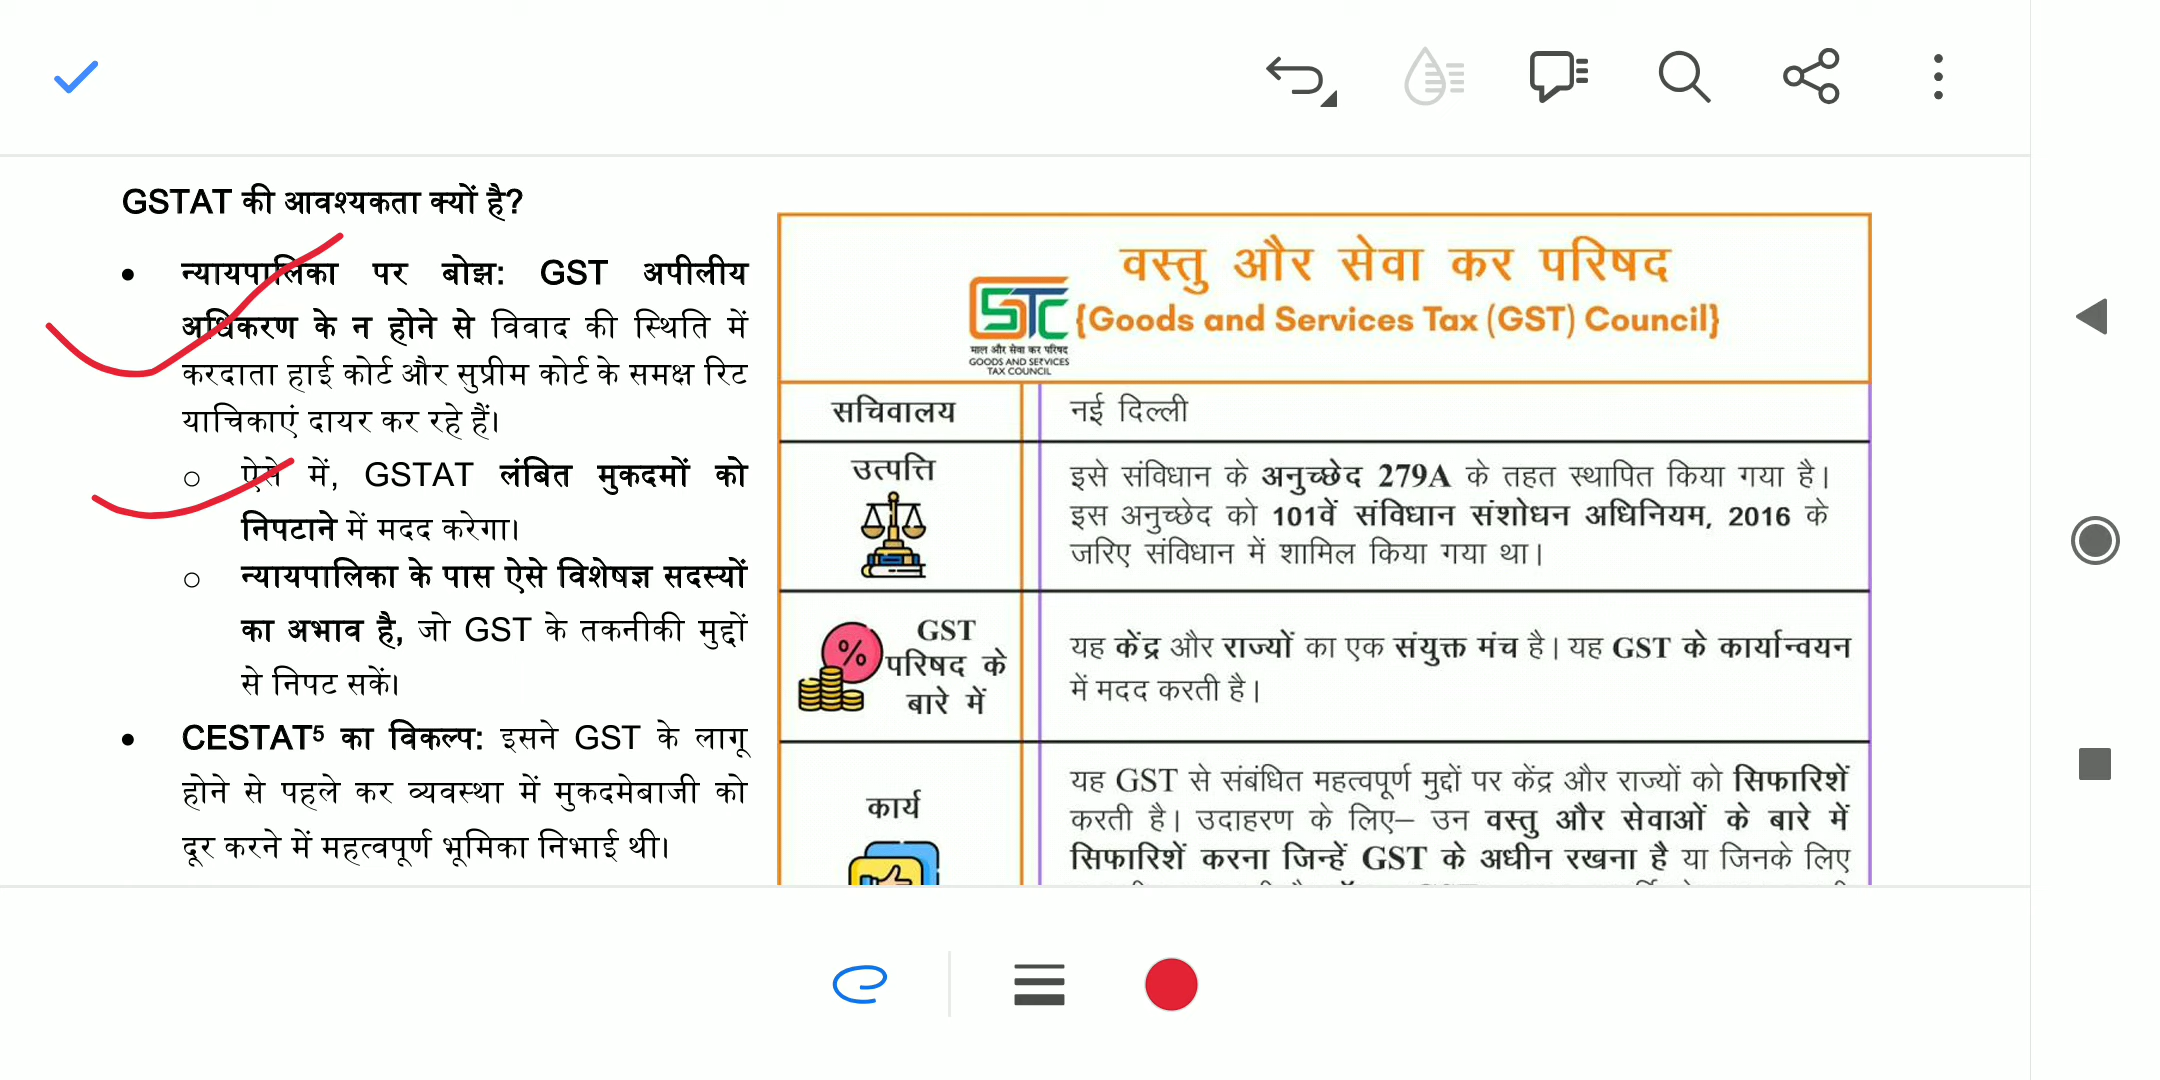 GSTAT की आवश्यकता क्यों है?
• न्यायपालिका पर बोझ: GST अपीलीय
अधिकरण के न होने से विवाद की स्थिति में
करदाता हाई कोर्ट और सुप्रीम कोर्ट के समक्ष रिट
याचिकाएं दायर कर रहे हैं।
○ ऐसे में, GSTAT लंबित मुकदमों को
निपटाने में मदद करेगा।
○ न्यायपालिका के पास ऐसे विशेषज्ञ सदस्यों
का अभाव है, जो GST के तकनीकी मुद्दों
से निपट सकें।
• CESTAT⁵ का विकल्प: इसने GST के लागू
होने से पहले कर व्यवस्था में मुकदमेबाजी को
दूर करने में महत्वपूर्ण भूमिका निभाई थी।
वस्तु और सेवा कर परिषद
{Goods and Services Tax (GST) Council}
माल और सेवा कर परिषद
GOODS AND SERVICES
TAX COUNCIL
सचिवालय
नई दिल्ली
उत्पत्ति
इसे संविधान के अनुच्छेद 279A के तहत स्थापित किया गया है।
इस अनुच्छेद को 101वें संविधान संशोधन अधिनियम, 2016 के
जरिए संविधान में शामिल किया गया था।
%
GST
परिषद के
बारे में
यह केंद्र और राज्यों का एक संयुक्त मंच है। यह GST के कार्यान्वयन
में मदद करती है।
कार्य
यह GST से संबंधित महत्वपूर्ण मुद्दों पर केंद्र और राज्यों को सिफारिशें
करती है। उदाहरण के लिए– उन वस्तु और सेवाओं के बारे में
सिफारिशें करना जिन्हें GST के अधीन रखना है या जिनके लिए